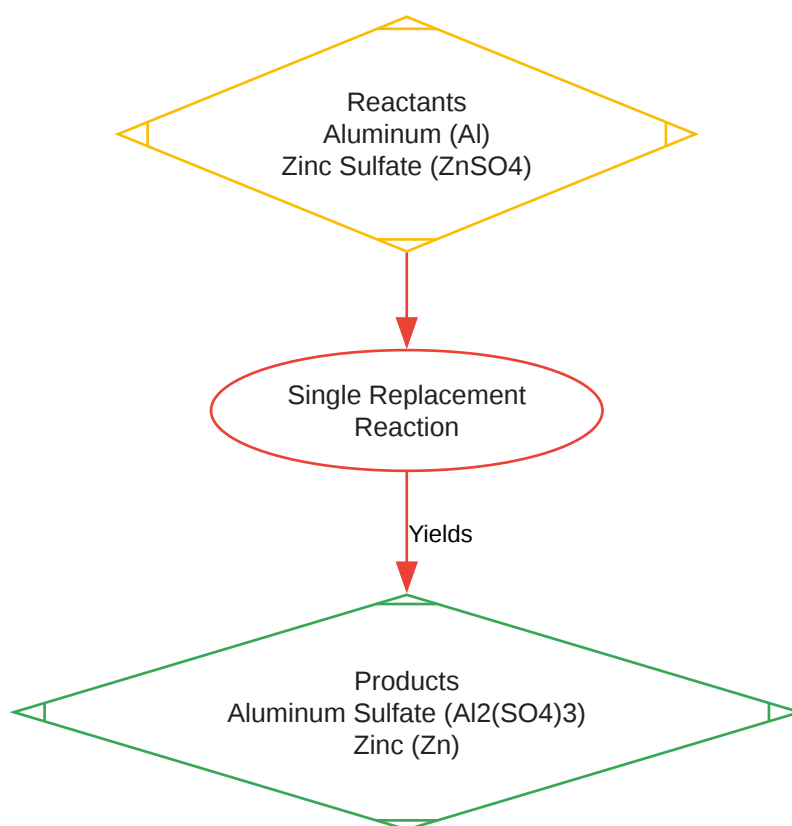 Reactants
Aluminum (Al)
Zinc Sulfate (ZnSO4)
Single Replacement
Reaction
Yields
Products
Aluminum Sulfate (Al2(SO4)3)
Zinc (Zn)